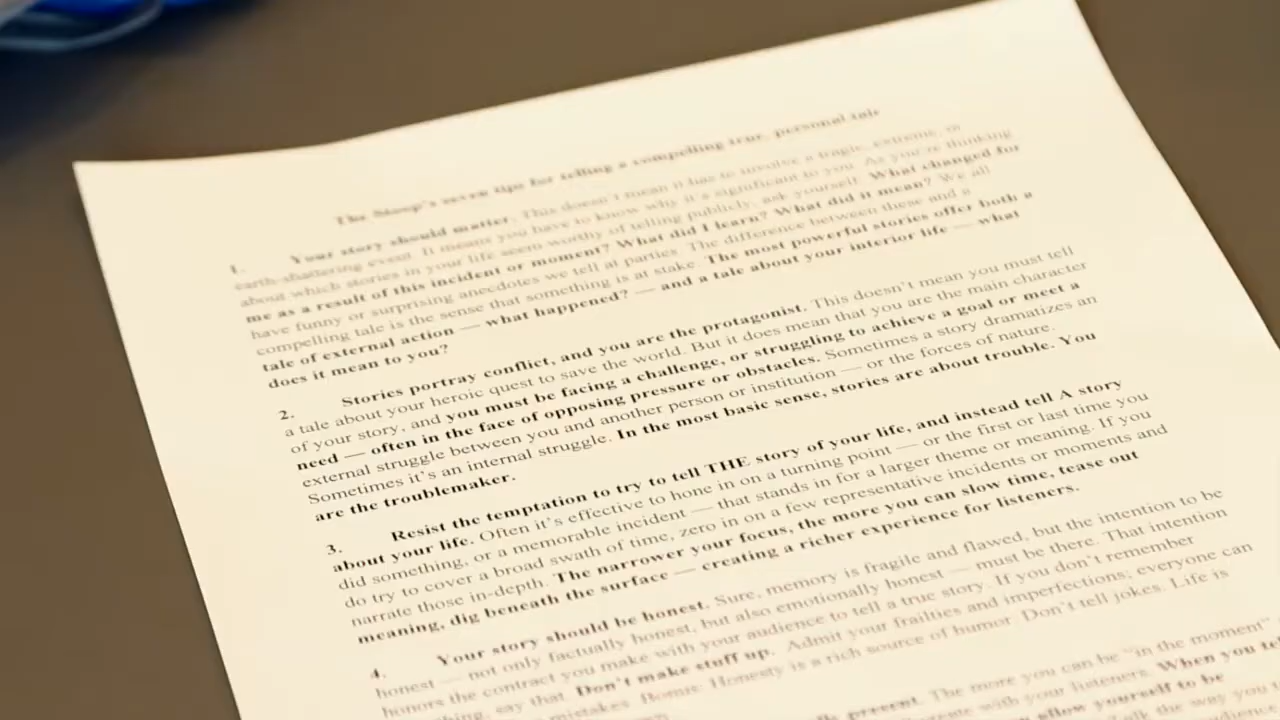 The Stoop's seven tips for telling a compelling true, personal tale
1. Your story should matter. This doesn't mean it has to involve a tragic, extreme, or
earth-shattering event. It means you have to know why it's significant to you. As you're thinking
about which stories in your life seem worthy of telling publicly, ask yourself: What changed for
me as a result of this incident or moment? What did I learn? What did it mean? We all
have funny or surprising anecdotes we tell at parties. The difference between these and a
compelling tale is the sense that something is at stake. The most powerful stories offer both a
tale of external action — what happened? — and a tale about your interior life — what
does it mean to you?
2. Stories portray conflict, and you are the protagonist. This doesn't mean you must tell
a tale about your heroic quest to save the world. But it does mean that you are the main character
of your story, and you must be facing a challenge, or struggling to achieve a goal or meet a
need — often in the face of opposing pressure or obstacles. Sometimes a story dramatizes an
external struggle between you and another person or institution — or the forces of nature.
Sometimes it's an internal struggle. In the most basic sense, stories are about trouble. You
are the troublemaker.
3. Resist the temptation to try to tell THE story of your life, and instead tell A story
about your life. Often it's effective to hone in on a turning point — or the first or last time you
did something, or a memorable incident — that stands in for a larger theme or meaning. If you
do try to cover a broad swath of time, zero in on a few representative incidents or moments and
narrate those in-depth. The narrower your focus, the more you can slow time, tease out
meaning, dig beneath the surface — creating a richer experience for listeners.
4. Your story should be honest. Sure, memory is fragile and flawed, but the intention to be
honest — not only factually honest, but also emotionally honest — must be there. That intention
honors the contract you make with your audience to tell a true story. If you don't remember
say that. Don't make stuff up. Admit your frailties and imperfections; everyone can
mistakes. Bonus: Honesty is a rich source of humor. Don't tell jokes. Life is
present. The more you can be "in the moment"
with your listeners. When you
allow yourself to be
the way you